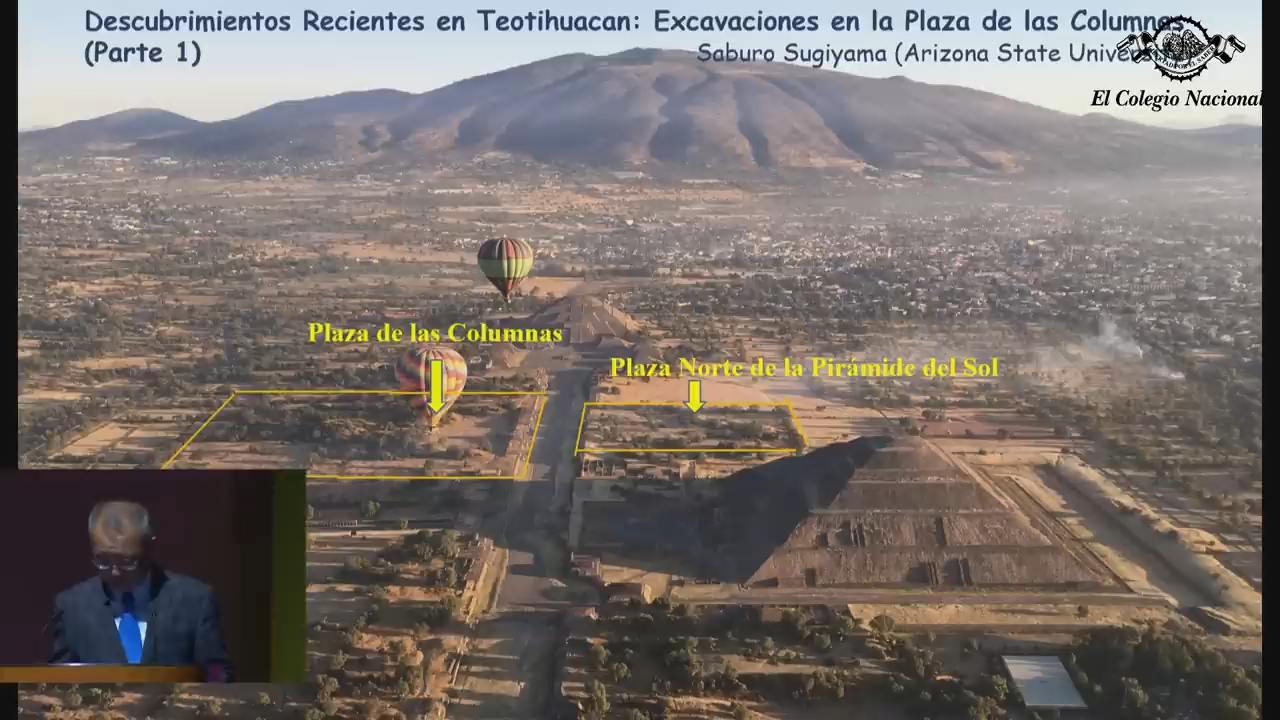 Descubrimientos Recientes en Teotihuacan: Excavaciones en la Plaza de las Columnas
(Parte 1)
Saburo Sugiyama (Arizona State
El Colegio Nacional
Plaza de las Columnas
Plaza Norte de la Pirámide del Sol